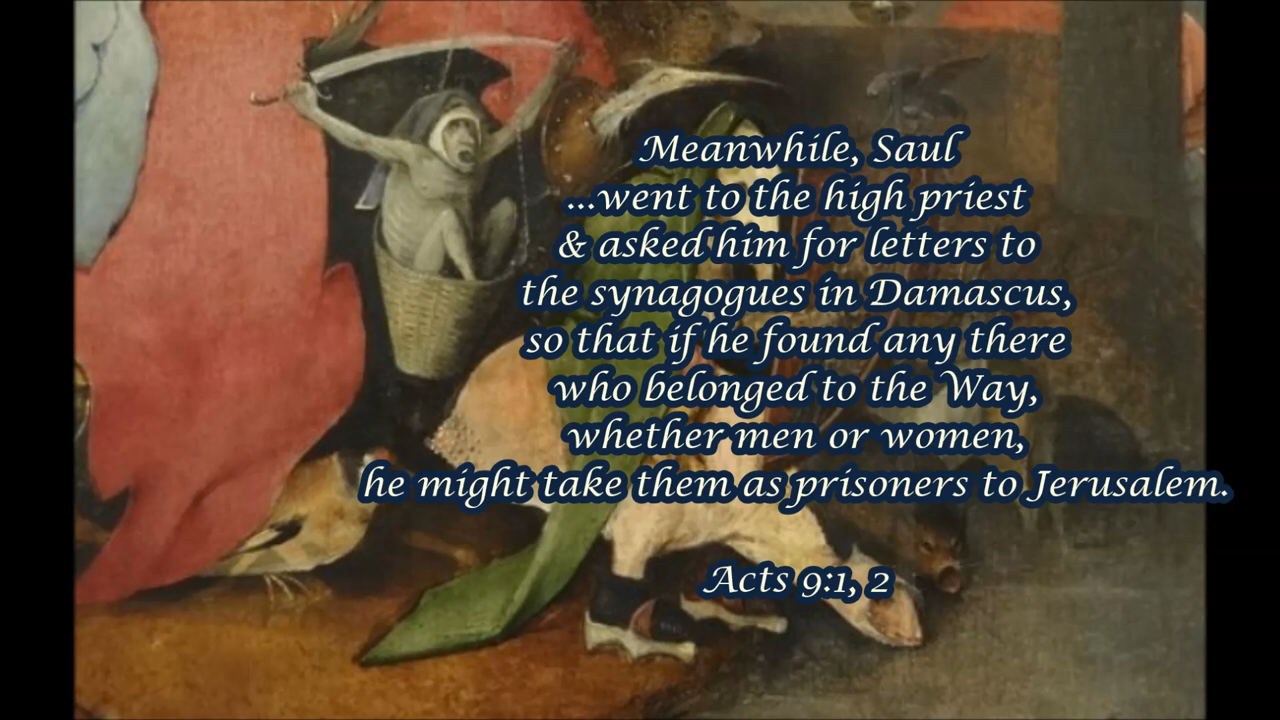 Meanwhile, Saul
...went to the high priest
& asked him for letters to
the synagogues in Damascus,
so that if he found any there
who belonged to the Way,
whether men or women,
he might take them as prisoners to Jerusalem.
Acts 9:1, 2